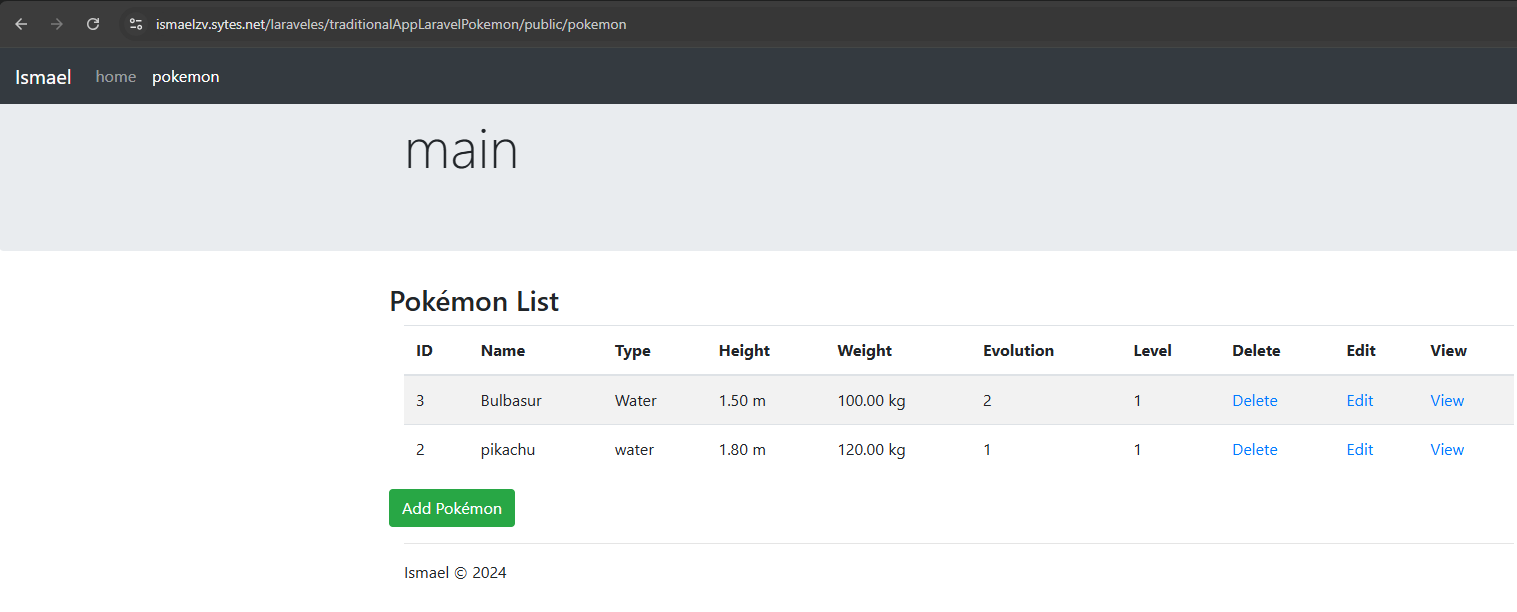 ismaelzv.sytes.net/laraveles/traditionalAppLaravelPokemon/public/pokemon
Ismael home pokemon
main
Pokémon List
ID Name Type Height Weight Evolution Level Delete Edit View
3 Bulbasur Water 1.50 m 100.00 kg 2 1 Delete Edit View
2 pikachu water 1.80 m 120.00 kg 1 1 Delete Edit View
Add Pokémon
Ismael © 2024